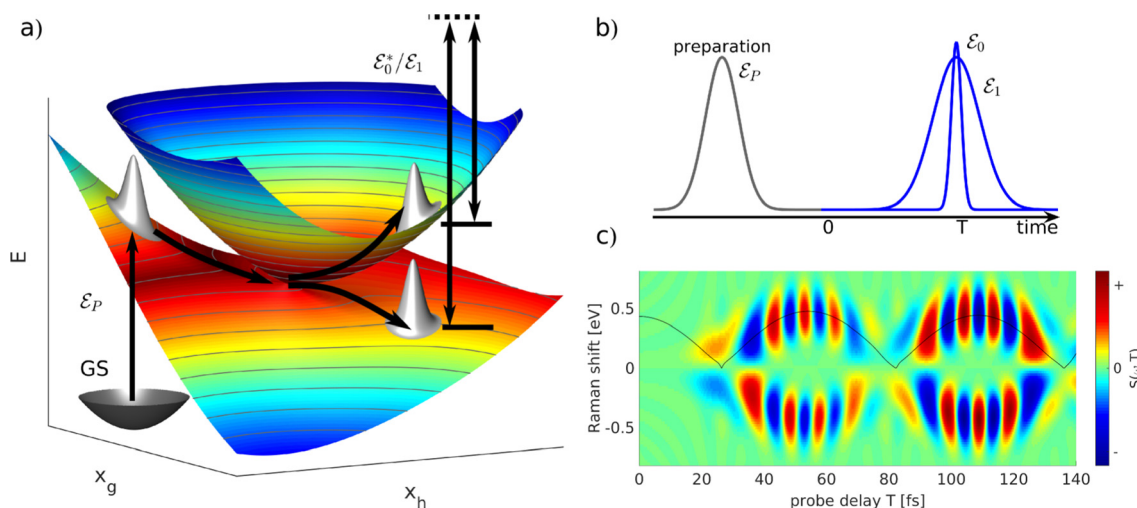 a)
ℰ₀*/ℰ₁
E
ℰ_P
GS
x_g
x_h
b)
preparation
ℰ_P
ℰ₀
ℰ₁
0 T time
c)
Raman shift [eV]
0.5
0
-0.5
0 20 40 60 80 100 120 140
probe delay T [fs]
+
0
-
S(ω,T)